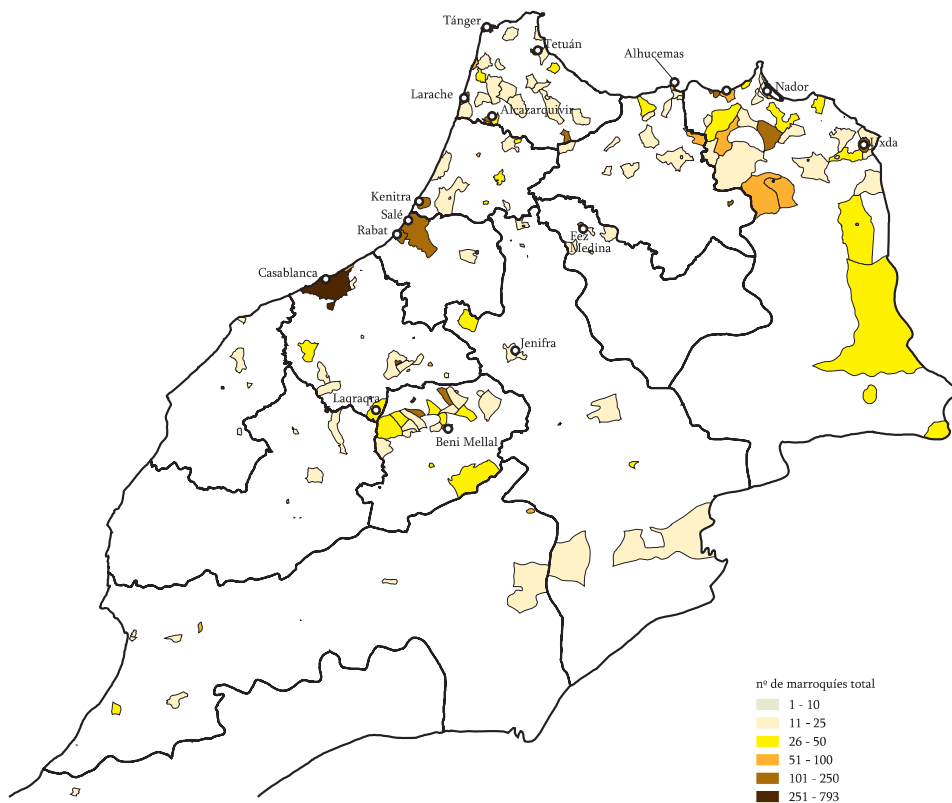 Tánger
Tetuán
Alhucemas
Nador
Larache
Alcazarquivir
Uxda
Kenitra
Salé
Rabat
Fez
Medina
Casablanca
Jenifra
Laqraqra
Beni Mellal
nº de marroquíes total
1 - 10
11 - 25
26 - 50
51 - 100
101 - 250
251 - 793